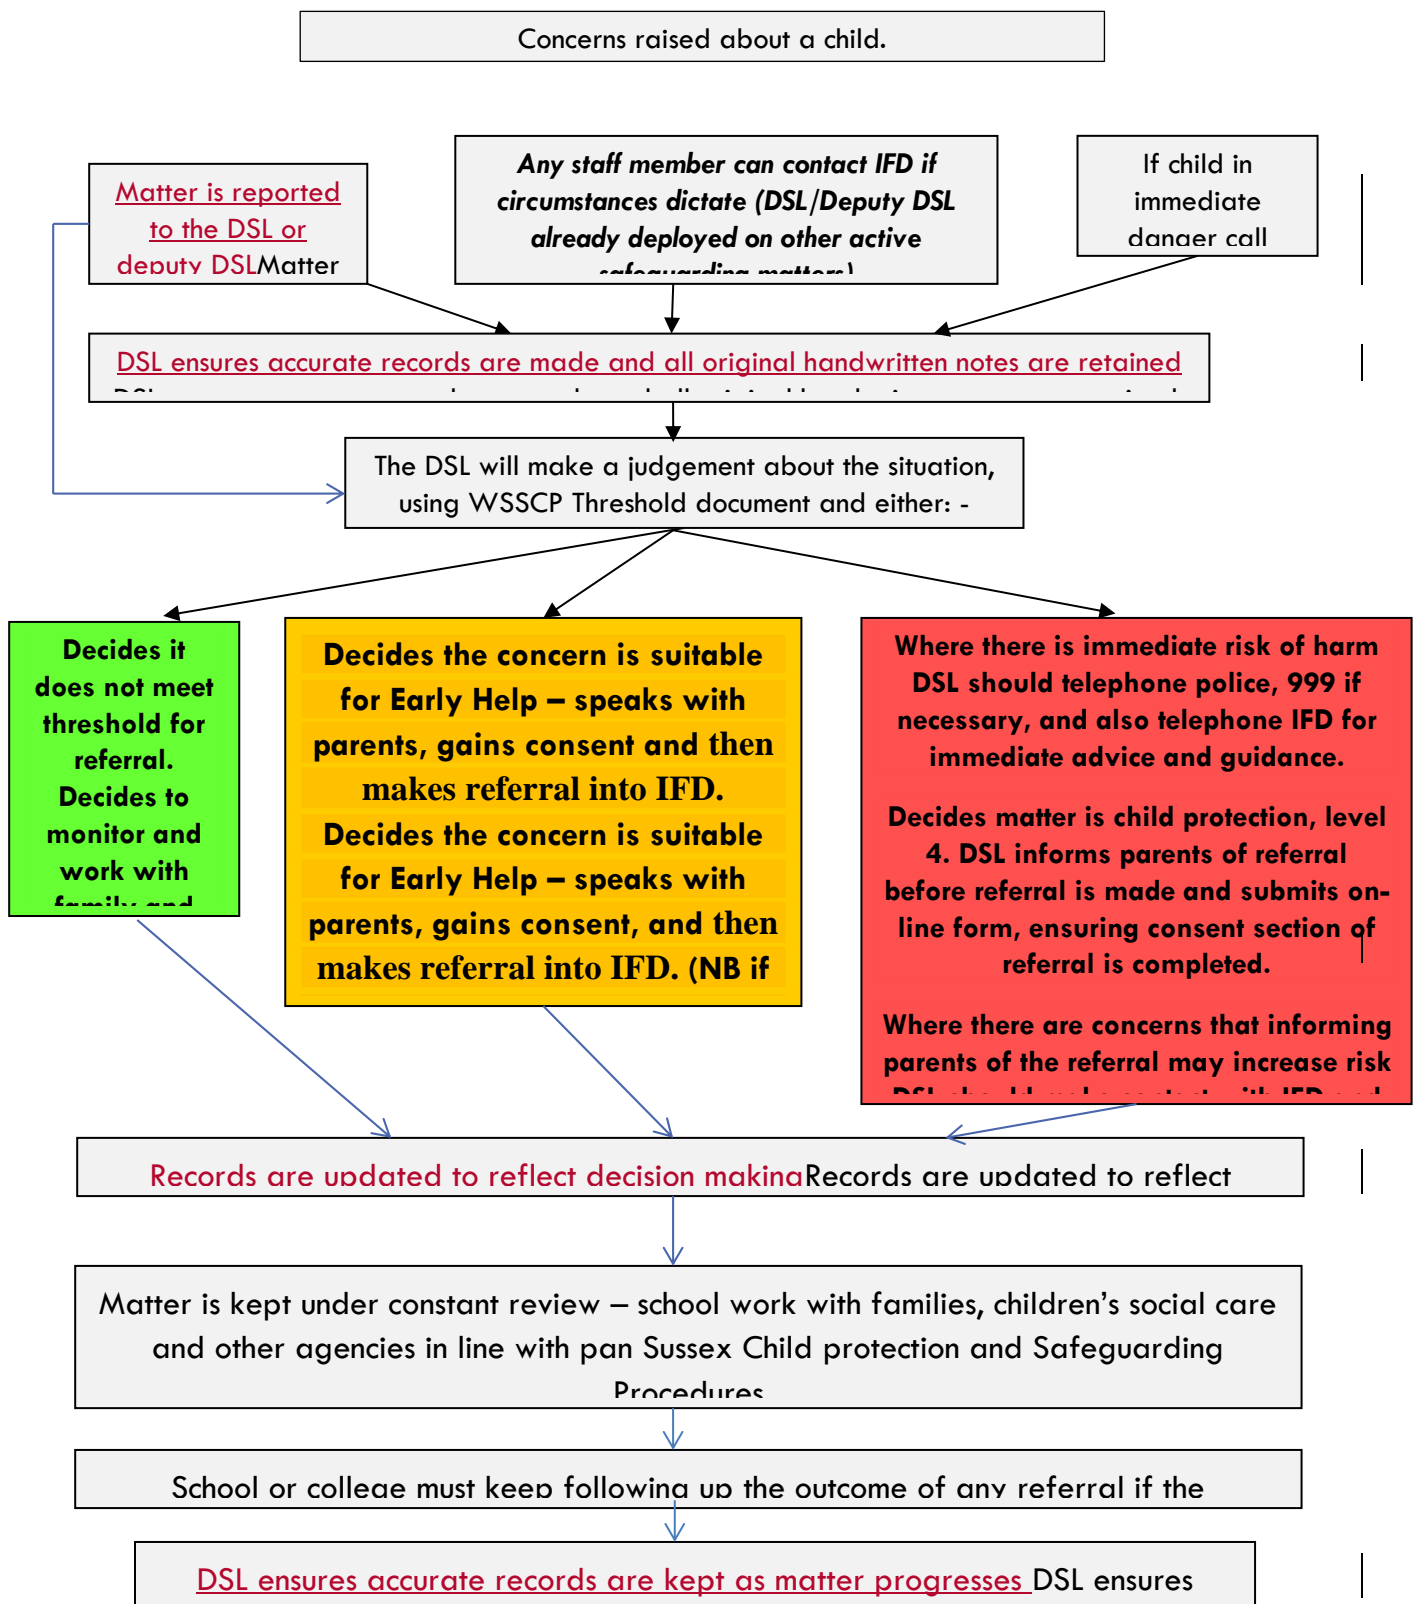 Concerns raised about a child.
Matter is reported
to the DSL or
deputy DSLMatter
Any staff member can contact IFD if
circumstances dictate (DSL/Deputy DSL
already deployed on other active
safeguarding matters)
If child in
immediate
danger call
DSL ensures accurate records are made and all original handwritten notes are retained
The DSL will make a judgement about the situation,
using WSSCP Threshold document and either: -
Decides it
does not meet
threshold for
referral.
Decides to
monitor and
work with
family and
Decides the concern is suitable
for Early Help – speaks with
parents, gains consent and then
makes referral into IFD.
Decides the concern is suitable
for Early Help – speaks with
parents, gains consent, and then
makes referral into IFD. (NB if
Where there is immediate risk of harm
DSL should telephone police, 999 if
necessary, and also telephone IFD for
immediate advice and guidance.
Decides matter is child protection, level
4. DSL informs parents of referral
before referral is made and submits on-
line form, ensuring consent section of
referral is completed.
Where there are concerns that informing
parents of the referral may increase risk
DSL should make contact with IFD and
Records are updated to reflect decision makingRecords are updated to reflect
Matter is kept under constant review – school work with families, children’s social care
and other agencies in line with pan Sussex Child protection and Safeguarding
Procedures
School or college must keep following up the outcome of any referral if the
DSL ensures accurate records are kept as matter progresses DSL ensures